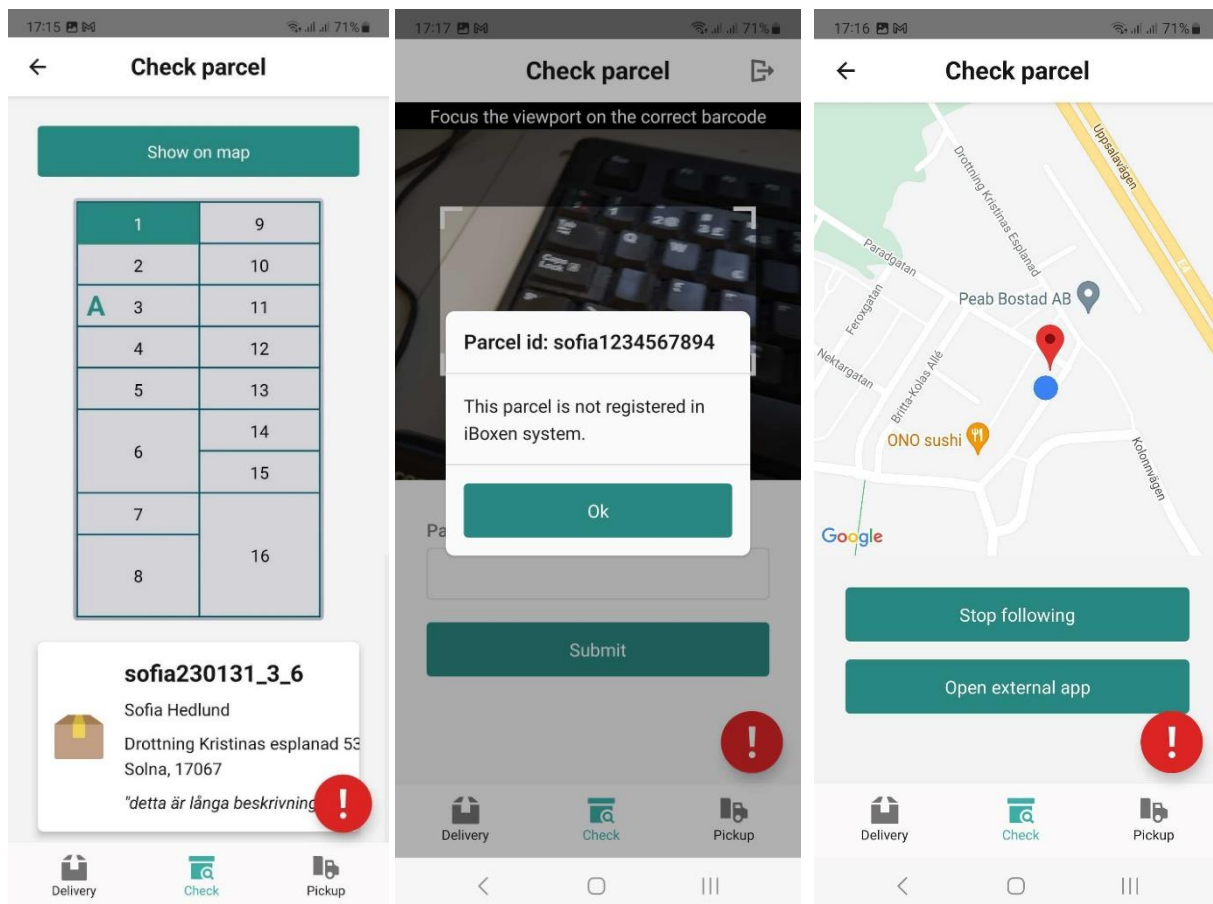 17:15
71%
Check parcel
Show on map
1
9
2
10
A
3
11
4
12
5
13
6
14
15
7
16
8
sofia230131_3_6
Sofia Hedlund
Drottning Kristinas esplanad 53
Solna, 17067
"detta är långa beskrivning
!
Delivery
Check
Pickup
17:17
71%
Check parcel
Focus the viewport on the correct barcode
Parcel id: sofia1234567894
This parcel is not registered in
iBoxen system.
Ok
Pa
Submit
!
Delivery
Check
Pickup
17:16
71%
Check parcel
Uppsalavägen
Drottning Kristinas Esplanad
E4
Paradgatan
Feroxgatan
Peab Bostad AB
Nektargatan
Britta-Kolas Allé
ONO sushi
Kolonnvägen
Google
Stop following
Open external app
!
Delivery
Check
Pickup